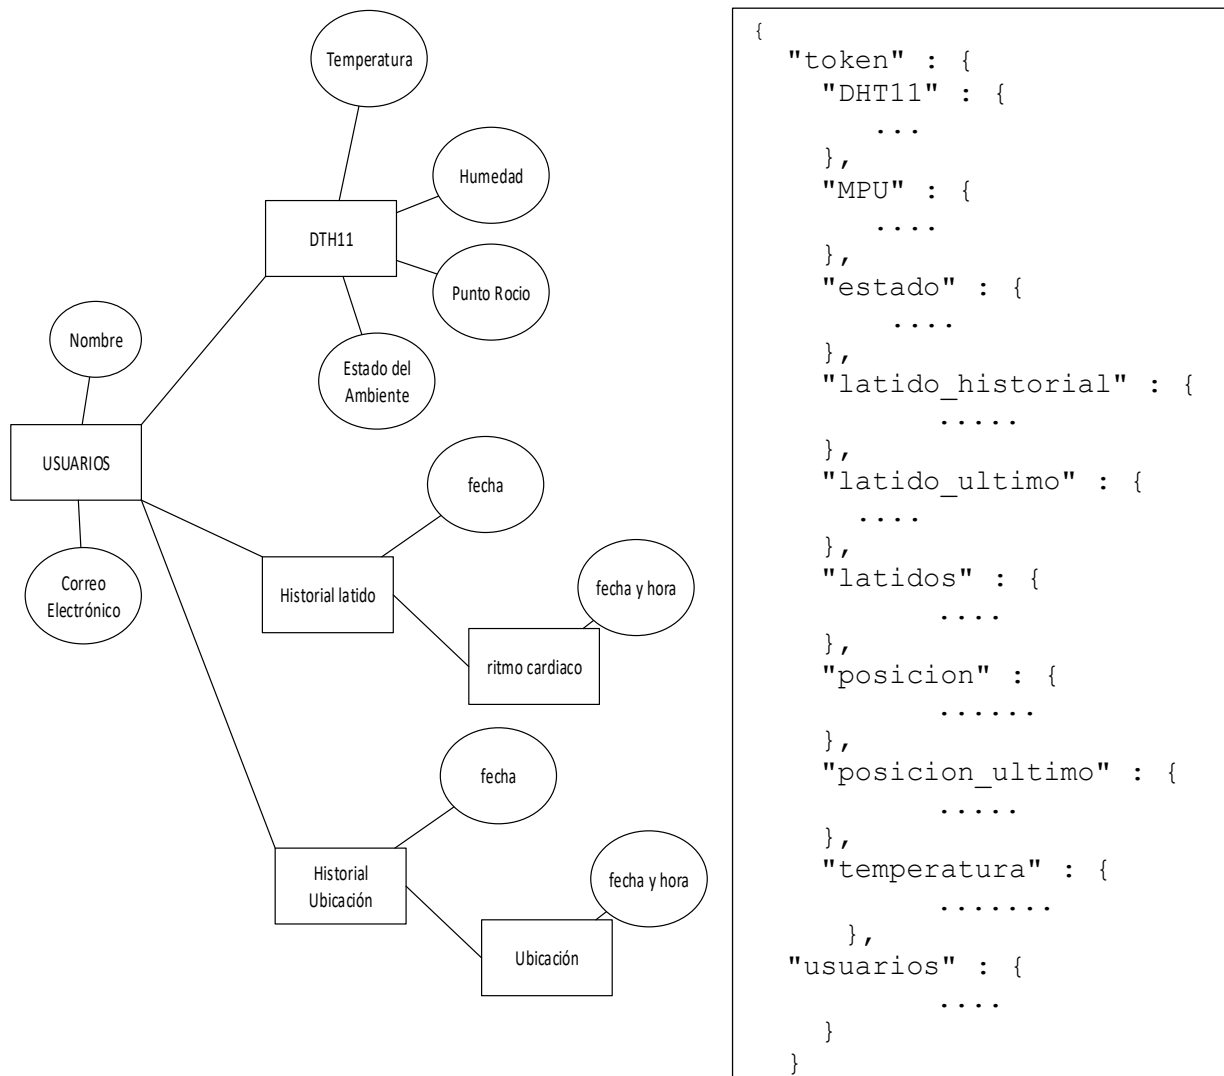 Temperatura
Humedad
DTH11
Punto Rocio
Nombre
Estado del
Ambiente
USUARIOS
fecha
Correo
Electrónico
Historial latido
fecha y hora
ritmo cardiaco
fecha
Historial
Ubicación
fecha y hora
Ubicación
{
"token" : {
"DHT11" : {
...
},
"MPU" : {
....
},
"estado" : {
....
},
"latido_historial" : {
.....
},
"latido_ultimo" : {
....
},
"latidos" : {
....
},
"posicion" : {
......
},
"posicion_ultimo" : {
.....
},
"temperatura" : {
.......
},
"usuarios" : {
....
}
}